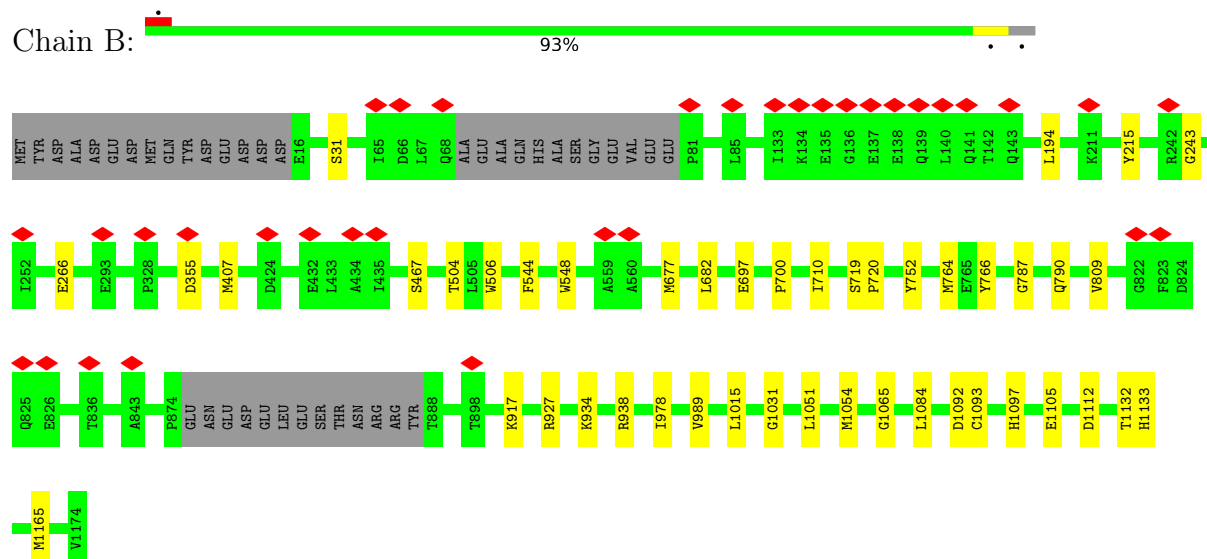 Chain B:
93%
MET TYR ASP ALA ASP GLU ASP MET GLN TYR ASP GLU ASP ASP ASP E16 S31 I65 D66 L67 Q68 ALA GLU ALA GLN HIS ALA SER GLY GLU VAL GLU GLU P81 L85 I133 K134 E135 G136 E137 E138 Q139 L140 Q141 T142 Q143 L194 K211 Y215 R242 G243
I252 E266 E293 P328 D355 M407 D424 E432 L433 A434 I435 S467 T504 L505 W506 F544 W548 A559 A560 M677 L682 E697 P700 I710 S719 P720 Y752 M764 E765 Y766 G787 Q790 V809 G822 F823 D824
Q825 E826 T836 A843 P874 GLU ASN GLU ASP GLU LEU GLU SER THR ASN ARG ARG TYR T888 T898 K917 R927 K934 R938 I978 V989 L1015 G1031 L1051 M1054 G1065 L1084 D1092 C1093 H1097 E1105 D1112 T1132 H1133
M1165 V1174